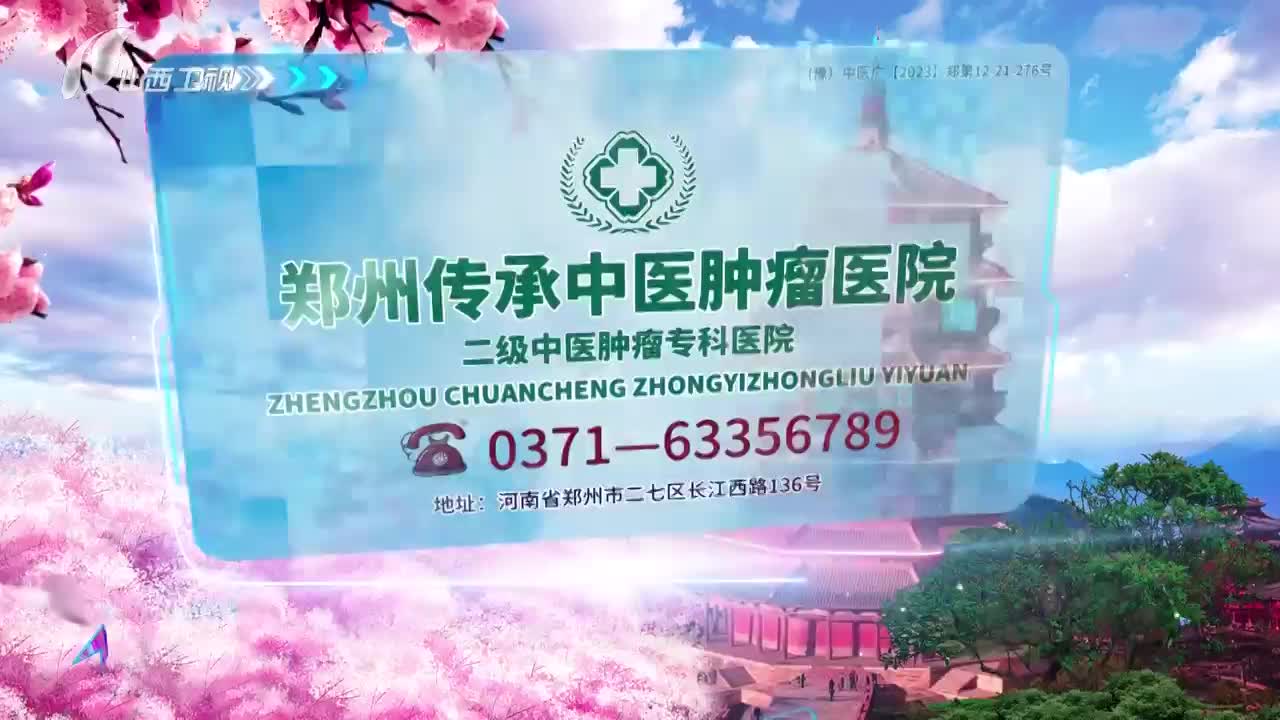 山西卫视
(豫)中医广【2023】郑第12-21-276号
郑州传承中医肿瘤医院
二级中医肿瘤专科医院
ZHENGZHOU CHUANCHENG ZHONGYIZHONGLIU YIYUAN
0371—63356789
地址：河南省郑州市二七区长江西路136号